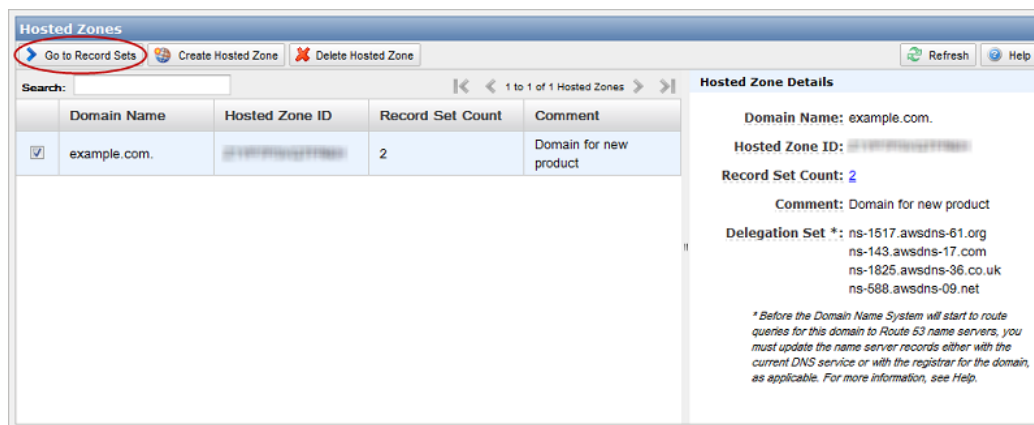 Hosted Zones
Go to Record Sets Create Hosted Zone Delete Hosted Zone Refresh Help
Search: 1 to 1 of 1 Hosted Zones
Domain Name Hosted Zone ID Record Set Count Comment
example.com. 2 Domain for new
product
Hosted Zone Details
Domain Name: example.com.
Hosted Zone ID:
Record Set Count: 2
Comment: Domain for new product
Delegation Set *: ns-1517.awsdns-61.org
ns-143.awsdns-17.com
ns-1825.awsdns-36.co.uk
ns-588.awsdns-09.net
* Before the Domain Name System will start to route
queries for this domain to Route 53 name servers, you
must update the name server records either with the
current DNS service or with the registrar for the domain,
as applicable. For more information, see Help.